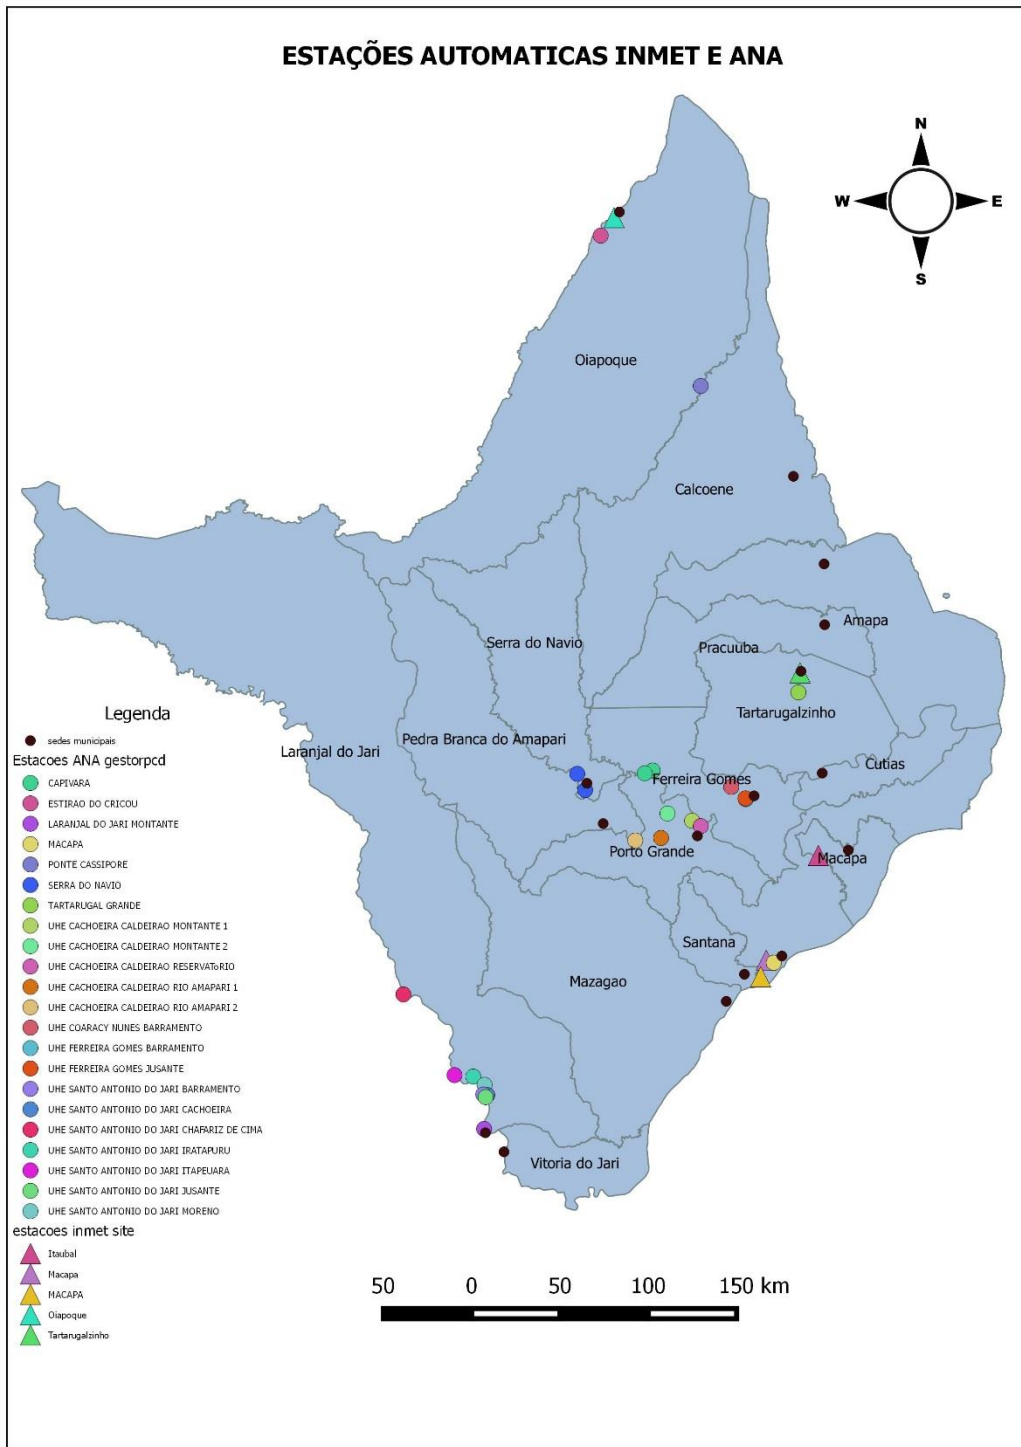 ESTAÇÕES AUTOMATICAS INMET E ANA
N
W
E
S
Oiapoque
Calcoene
Amapa
Serra do Navio
Pracuuba
Tartarugalzinho
Pedra Branca do Amapari
Laranjal do Jari
Cutias
Ferreira Gomes
Porto Grande
Macapa
Santana
Mazagao
Vitoria do Jari
Legenda
sedes municipais
Estacoes ANA gestorpcd
CAPIVARA
ESTIRAO DO CRICOU
LARANJAL DO JARI MONTANTE
MACAPA
PONTE CASSIPORE
SERRA DO NAVIO
TARTARUGAL GRANDE
UHE CACHOEIRA CALDEIRAO MONTANTE 1
UHE CACHOEIRA CALDEIRAO MONTANTE 2
UHE CACHOEIRA CALDEIRAO RESERVAToRIO
UHE CACHOEIRA CALDEIRAO RIO AMAPARI 1
UHE CACHOEIRA CALDEIRAO RIO AMAPARI 2
UHE COARACY NUNES BARRAMENTO
UHE FERREIRA GOMES BARRAMENTO
UHE FERREIRA GOMES JUSANTE
UHE SANTO ANTONIO DO JARI BARRAMENTO
UHE SANTO ANTONIO DO JARI CACHOEIRA
UHE SANTO ANTONIO DO JARI CHAFARIZ DE CIMA
UHE SANTO ANTONIO DO JARI IRATAPURU
UHE SANTO ANTONIO DO JARI ITAPEUARA
UHE SANTO ANTONIO DO JARI JUSANTE
UHE SANTO ANTONIO DO JARI MORENO
estacoes inmet site
Itaubal
Macapa
MACAPA
Oiapoque
Tartarugalzinho
50 0 50 100 150 km